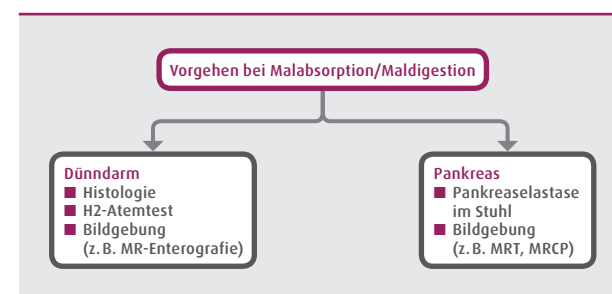 Vorgehen bei Malabsorption/Maldigestion
Dünndarm
■ Histologie
■ H2-Atemtest
■ Bildgebung
(z. B. MR-Enterografie)
Pankreas
■ Pankreaselastase
im Stuhl
■ Bildgebung
(z. B. MRT, MRCP)